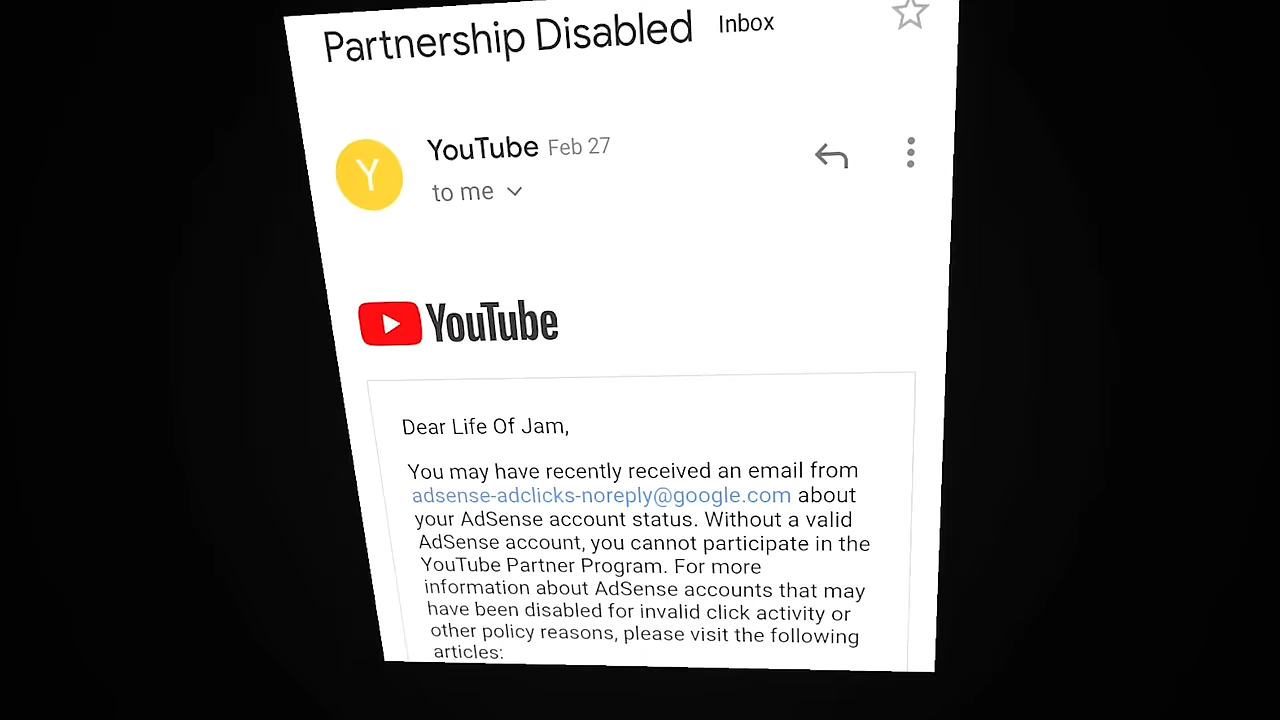 Partnership Disabled Inbox
Y
YouTube Feb 27
to me
YouTube
Dear Life Of Jam,
You may have recently received an email from
adsense-adclicks-noreply@google.com about
your AdSense account status. Without a valid
AdSense account, you cannot participate in the
YouTube Partner Program. For more
information about AdSense accounts that may
have been disabled for invalid click activity or
other policy reasons, please visit the following
articles: